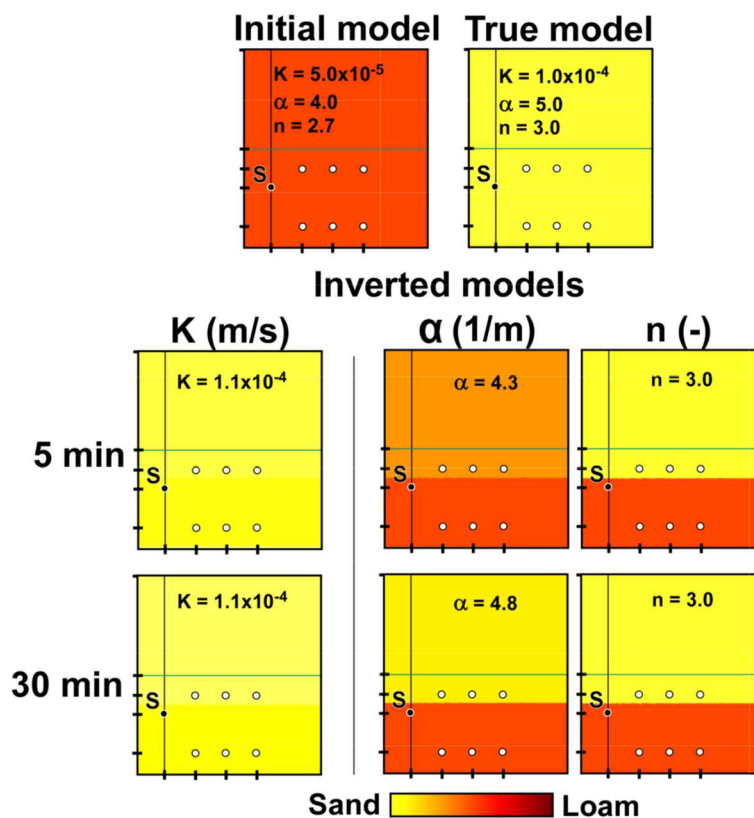 Initial model
True model
K = 5.0x10⁻⁵
α = 4.0
n = 2.7
S
K = 1.0x10⁻⁴
α = 5.0
n = 3.0
S
Inverted models
K (m/s)
α (1/m)
n (-)
5 min
K = 1.1x10⁻⁴
S
α = 4.3
S
n = 3.0
S
30 min
K = 1.1x10⁻⁴
S
α = 4.8
S
n = 3.0
S
Sand
Loam